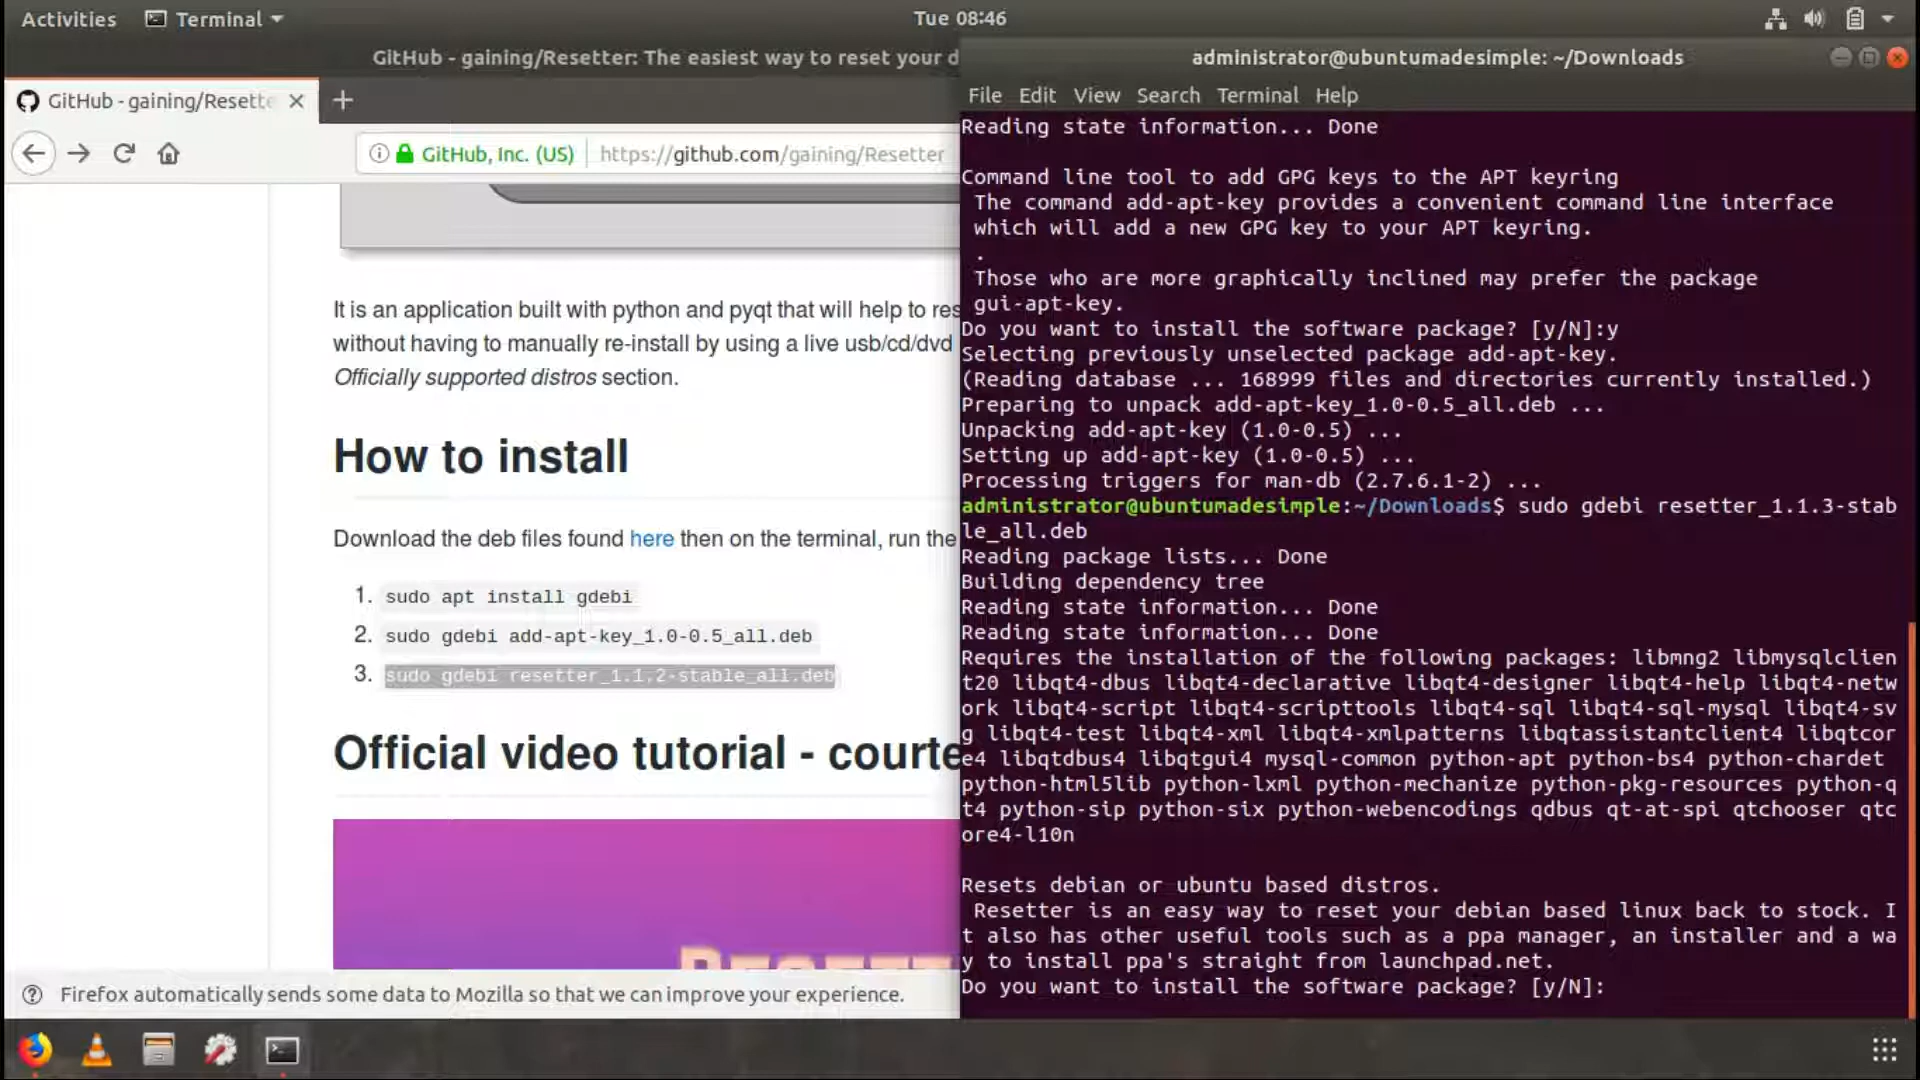 Activities
Terminal
Tue 08:46
GitHub - gaining/Resetter: The easiest way to reset your d
GitHub - gaining/Resette
GitHub, Inc. (US)
https://github.com/gaining/Resetter
It is an application built with python and pyqt that will help to res
without having to manually re-install by using a live usb/cd/dvd
Officially supported distros section.
How to install
Download the deb files found here then on the terminal, run the
1. sudo apt install gdebi
2. sudo gdebi add-apt-key_1.0-0.5_all.deb
3. sudo gdebi resetter_1.1.2-stable_all.deb
Official video tutorial - courte
Firefox automatically sends some data to Mozilla so that we can improve your experience.
administrator@ubuntumadesimple: ~/Downloads
File Edit View Search Terminal Help
Reading state information... Done
Command line tool to add GPG keys to the APT keyring
The command add-apt-key provides a convenient command line interface
which will add a new GPG key to your APT keyring.
.
Those who are more graphically inclined may prefer the package
gui-apt-key.
Do you want to install the software package? [y/N]:y
Selecting previously unselected package add-apt-key.
(Reading database ... 168999 files and directories currently installed.)
Preparing to unpack add-apt-key_1.0-0.5_all.deb ...
Unpacking add-apt-key (1.0-0.5) ...
Setting up add-apt-key (1.0-0.5) ...
Processing triggers for man-db (2.7.6.1-2) ...
administrator@ubuntumadesimple:~/Downloads$ sudo gdebi resetter_1.1.3-stab
le_all.deb
Reading package lists... Done
Building dependency tree
Reading state information... Done
Reading state information... Done
Requires the installation of the following packages: libmng2 libmysqlclien
t20 libqt4-dbus libqt4-declarative libqt4-designer libqt4-help libqt4-netw
ork libqt4-script libqt4-scripttools libqt4-sql libqt4-sql-mysql libqt4-sv
g libqt4-test libqt4-xml libqt4-xmlpatterns libqtassistantclient4 libqtcor
e4 libqtdbus4 libqtgui4 mysql-common python-apt python-bs4 python-chardet
python-html5lib python-lxml python-mechanize python-pkg-resources python-q
t4 python-sip python-six python-webencodings qdbus qt-at-spi qtchooser qtc
ore4-l10n
Resets debian or ubuntu based distros.
Resetter is an easy way to reset your debian based linux back to stock. I
t also has other useful tools such as a ppa manager, an installer and a wa
y to install ppa's straight from launchpad.net.
Do you want to install the software package? [y/N]: